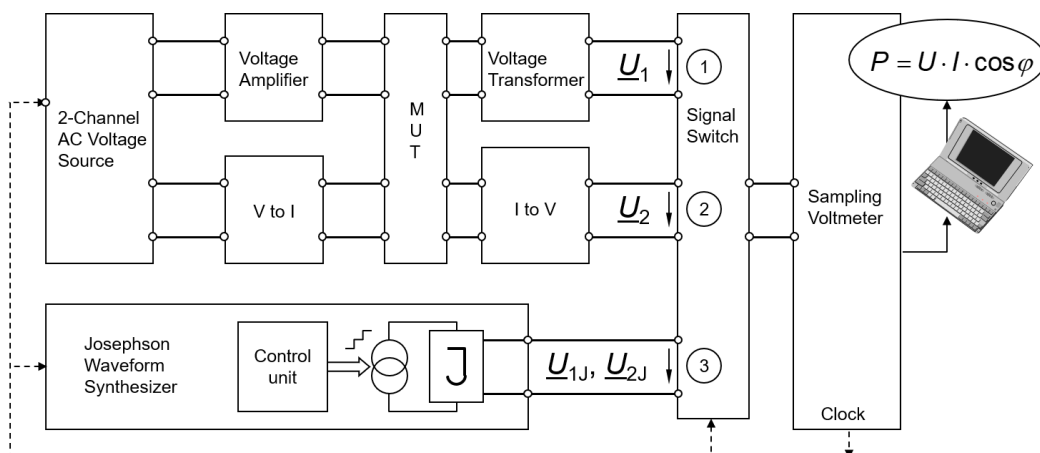 2-Channel
AC Voltage
Source
Voltage
Amplifier
V to I
M
U
T
Voltage
Transformer
I to V
U1
U2
1
Signal
Switch
2
3
Sampling
Voltmeter
Clock
P = U · I · cos φ
Josephson
Waveform
Synthesizer
Control
unit
J
U1J, U2J